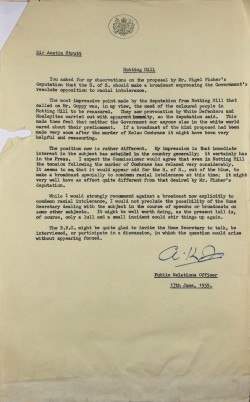 Sir Austin Strutt
Notting Hill
You asked for my observations on the proposal by Mr. Nigel Fisher's
deputation that the S. of S. should make a broadcast expressing the Government's
resolute opposition to racial intolerance.
The most impressive point made by the deputation from Notting Hill that
called on Mr. Guppy was, in my view, the need of the coloured people in
Notting Hill to be reassured. They saw provocation by White Defenders and
Mosleyites carried out with apparent immunity, so the deputation said. This
made them feel that neither the Government nor anyone else in the white world
cared about their predicament. If a broadcast of the kind proposed had been
made very soon after the murder of Kelso Cochrane it might have been very
helpful and reassuring.
The position now is rather different. My impression is that immediate
interest in the subject has subsided in the country generally; it certainly has
in the Press. I expect the Commissioner would agree that even in Notting Hill
the tension following the murder of Cochrane has relaxed very considerably.
It seems to me that it would appear odd for the S. of S., out of the blue, to
make a broadcast specially to condemn racial intolerance at this time; it might
very well have an effect quite different from that desired by Mr. Fisher's
deputation.
While I would strongly recommend against a broadcast now explicitly to
condemn racial intolerance, I would not preclude the possibility of the Home
Secretary dealing with the subject in the course of speeches or broadcasts on
some other subjects. It might be well worth doing, as the present lull is,
of course, only a lull and a small incident could stir things up again.
The B.B.C. might be quite glad to invite the Home Secretary to talk, be
interviewed, or participate in a discussion, in which the question could arise
without appearing forced.
Public Relations Officer
17th June, 1959.